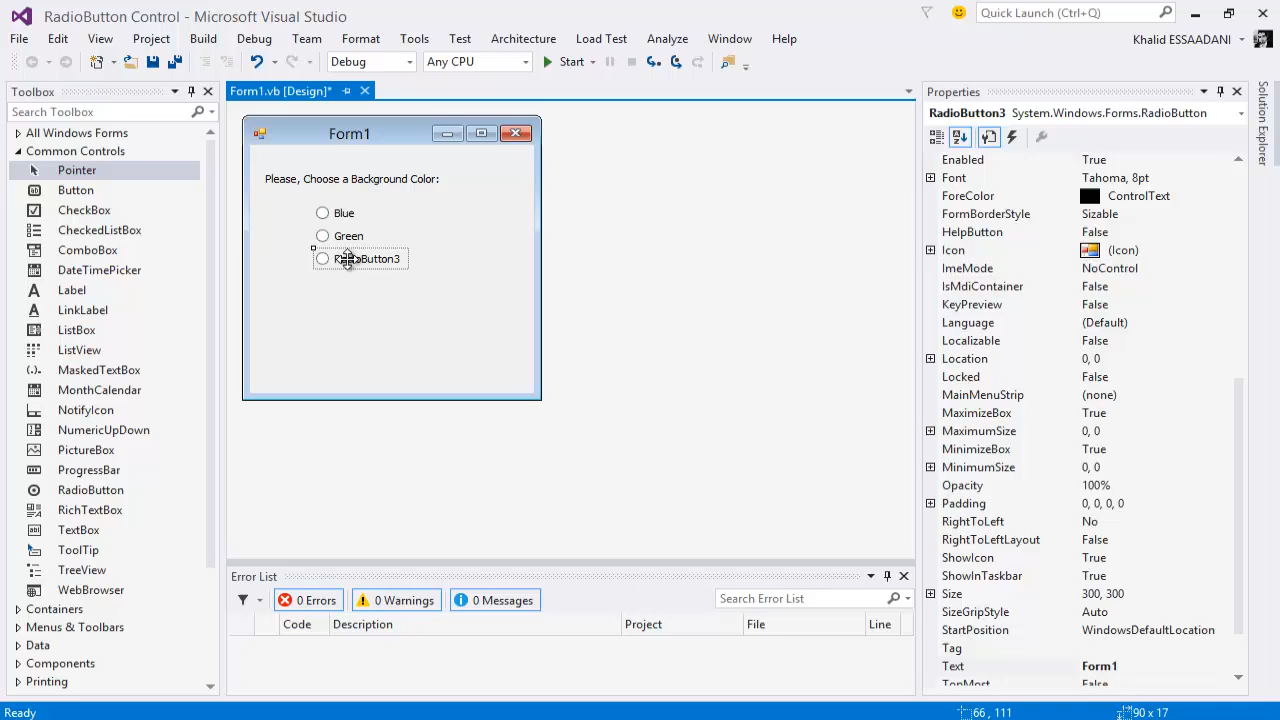 RadioButton Control - Microsoft Visual Studio
Quick Launch (Ctrl+Q)
File Edit View Project Build Debug Team Format Tools Test Architecture Load Test Analyze Window Help
Khalid ESSAADANI
Debug
Any CPU
Start
Toolbox
Search Toolbox
All Windows Forms
Common Controls
Pointer
Button
CheckBox
CheckedListBox
ComboBox
DateTimePicker
Label
LinkLabel
ListBox
ListView
MaskedTextBox
MonthCalendar
NotifyIcon
NumericUpDown
PictureBox
ProgressBar
RadioButton
RichTextBox
TextBox
ToolTip
TreeView
WebBrowser
Containers
Menus & Toolbars
Data
Components
Printing
Form1.vb [Design]*
Form1
Please, Choose a Background Color:
Blue
Green
RadioButton3
Error List
0 Errors
0 Warnings
0 Messages
Search Error List
Code Description Project File Line
Properties
RadioButton3 System.Windows.Forms.RadioButton
Enabled True
Font Tahoma, 8pt
ForeColor ControlText
FormBorderStyle Sizable
HelpButton False
Icon (Icon)
ImeMode NoControl
IsMdiContainer False
KeyPreview False
Language (Default)
Localizable False
Location 0, 0
Locked False
MainMenuStrip (none)
MaximizeBox True
MaximumSize 0, 0
MinimizeBox True
MinimumSize 0, 0
Opacity 100%
Padding 0, 0, 0, 0
RightToLeft No
RightToLeftLayout False
ShowIcon True
ShowInTaskbar True
Size 300, 300
SizeGripStyle Auto
StartPosition WindowsDefaultLocation
Tag
Text Form1
TopMost False
Solution Explorer
Ready
66 , 111
90 x 17